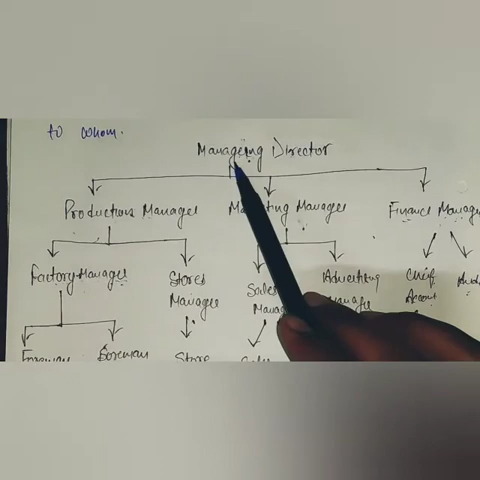 to whom.
Manageing Director
Production Manager Marketing Manager Finance Manager
Factory Manager Stores Manager Sales Manager Advertising Manager Chief Account
Foreman Foreman Store